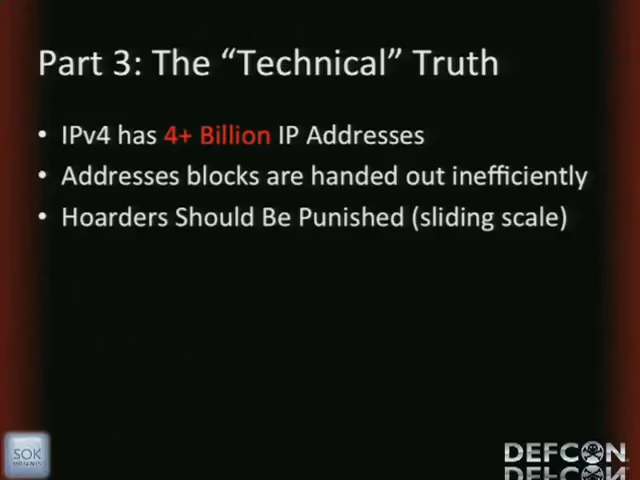 Part 3: The “Technical” Truth
• IPv4 has 4+ Billion IP Addresses
• Addresses blocks are handed out inefficiently
• Hoarders Should Be Punished (sliding scale)
SOK
DEFCON